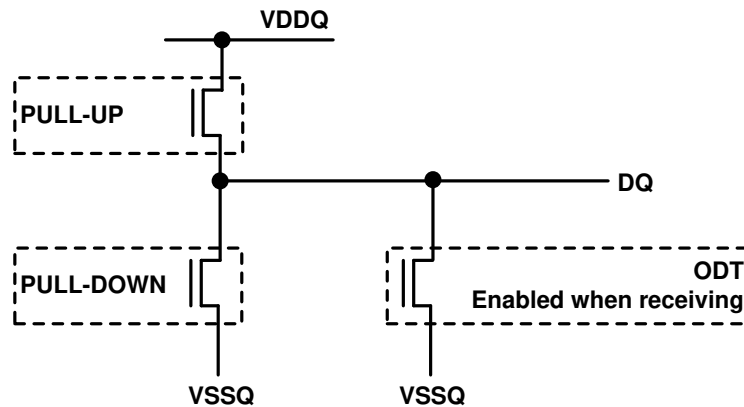 VDDQ
PULL-UP
DQ
PULL-DOWN
ODT
Enabled when receiving
VSSQ
VSSQ